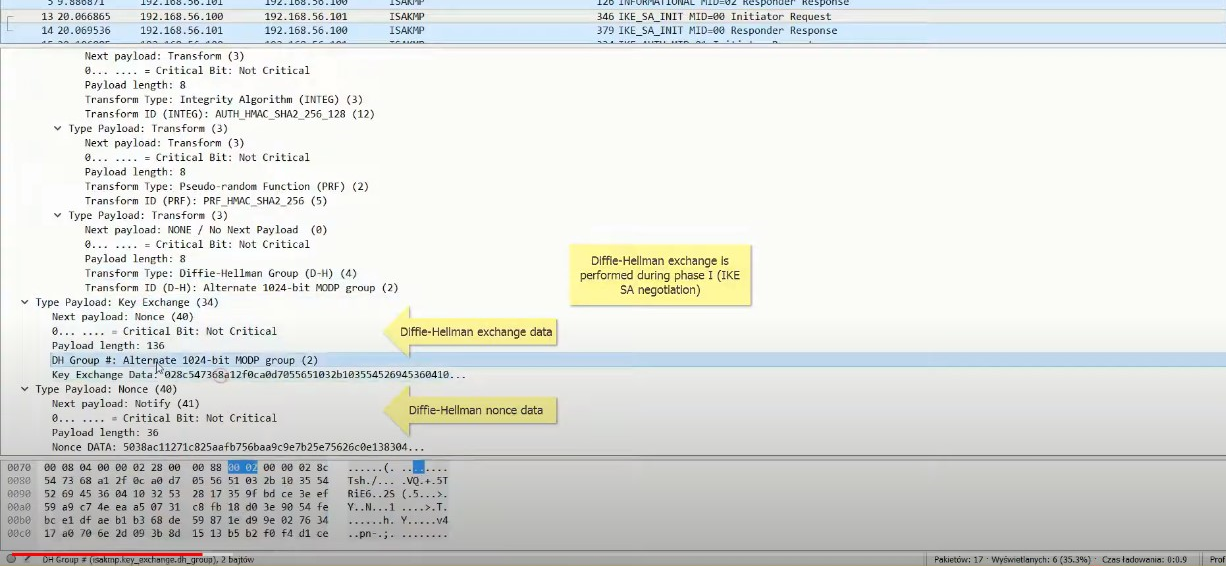 5 9.886871 192.168.56.101 192.168.56.100 ISAKMP 126 INFORMATIONAL MID=02 Responder Response
13 20.066865 192.168.56.100 192.168.56.101 ISAKMP 346 IKE_SA_INIT MID=00 Initiator Request
14 20.069536 192.168.56.101 192.168.56.100 ISAKMP 379 IKE_SA_INIT MID=00 Responder Response
Next payload: Transform (3)
0... .... = Critical Bit: Not Critical
Payload length: 8
Transform Type: Integrity Algorithm (INTEG) (3)
Transform ID (INTEG): AUTH_HMAC_SHA2_256_128 (12)
Type Payload: Transform (3)
Next payload: Transform (3)
0... .... = Critical Bit: Not Critical
Payload length: 8
Transform Type: Pseudo-random Function (PRF) (2)
Transform ID (PRF): PRF_HMAC_SHA2_256 (5)
Type Payload: Transform (3)
Next payload: NONE / No Next Payload (0)
0... .... = Critical Bit: Not Critical
Payload length: 8
Transform Type: Diffie-Hellman Group (D-H) (4)
Transform ID (D-H): Alternate 1024-bit MODP group (2)
Diffie-Hellman exchange is
performed during phase I (IKE
SA negotiation)
Type Payload: Key Exchange (34)
Next payload: Nonce (40)
0... .... = Critical Bit: Not Critical
Diffie-Hellman exchange data
Payload length: 136
DH Group #: Alternate 1024-bit MODP group (2)
Key Exchange Data: 028c547368a12f0ca0d7055651032b103554526945360410...
Type Payload: Nonce (40)
Next payload: Notify (41)
Diffie-Hellman nonce data
0... .... = Critical Bit: Not Critical
Payload length: 36
Nonce DATA: 5038ac11271c825aafb756baa9c9e7b25e75626c0e138304...
0070 00 08 04 00 00 02 28 00 00 88 00 02 00 00 02 8c ......(. ........
0080 54 73 68 a1 2f 0c a0 d7 05 56 51 03 2b 10 35 54 Tsh./... .VQ.+.5T
0090 52 69 45 36 04 10 32 53 28 17 35 9f bd ce 3e ef RiE6..2S (.5...>.
00a0 59 a9 c7 4e ea a5 07 31 c8 fb 18 d0 3e 90 54 fe Y..N...1 ....>.T.
00b0 bc e1 df ae b1 b3 68 de 59 87 1e d9 9e 02 76 34 ......h. Y.....v4
00c0 17 a0 70 6e 2d 09 3b 8d 15 13 b5 b2 f0 f4 d1 ce ..pn-.;. ........
DH Group # (isakmp.key_exchange.dh_group), 2 bajtów
Pakietów: 17 · Wyświetlanych: 6 (35.3%) · Czas ładowania: 0:0.9
Prof